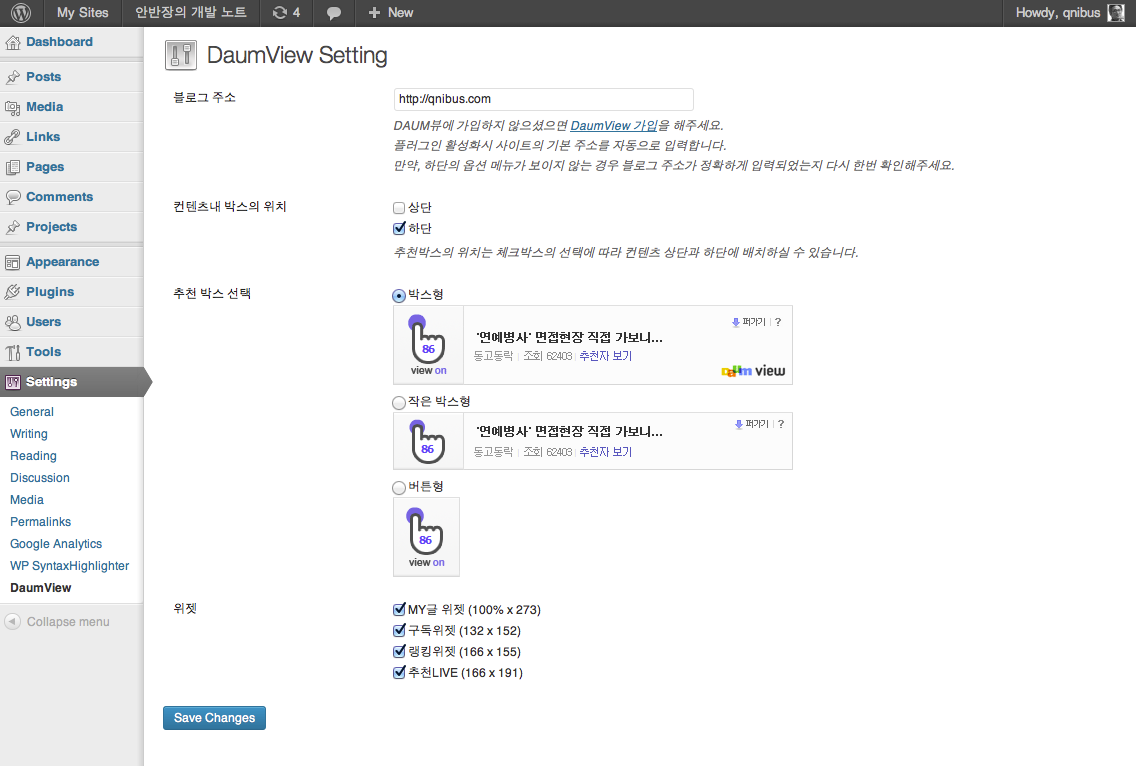 My Sites 안반장의 개발 노트 4 New Howdy, qnibus
Dashboard
Posts
Media
Links
Pages
Comments
Projects
Appearance
Plugins
Users
Tools
Settings
General
Writing
Reading
Discussion
Media
Permalinks
Google Analytics
WP SyntaxHighlighter
DaumView
Collapse menu
DaumView Setting
블로그 주소
http://qnibus.com
DAUM뷰에 가입하지 않으셨으면 DaumView 가입을 해주세요.
플러그인 활성화시 사이트의 기본 주소를 자동으로 입력합니다.
만약, 하단의 옵션 메뉴가 보이지 않는 경우 블로그 주소가 정확하게 입력되었는지 다시 한번 확인해주세요.
컨텐츠내 박스의 위치
상단
하단
추천박스의 위치는 체크박스의 선택에 따라 컨텐츠 상단과 하단에 배치하실 수 있습니다.
추천 박스 선택
박스형
86
view on
'연예병사' 면접현장 직접 가보니...
동고동락 | 조회 62403 | 추천자 보기
퍼가기 | ?
daum view
작은 박스형
86
'연예병사' 면접현장 직접 가보니...
동고동락 | 조회 62403 | 추천자 보기
퍼가기 | ?
버튼형
86
view on
위젯
MY글 위젯 (100% x 273)
구독위젯 (132 x 152)
랭킹위젯 (166 x 155)
추천LIVE (166 x 191)
Save Changes